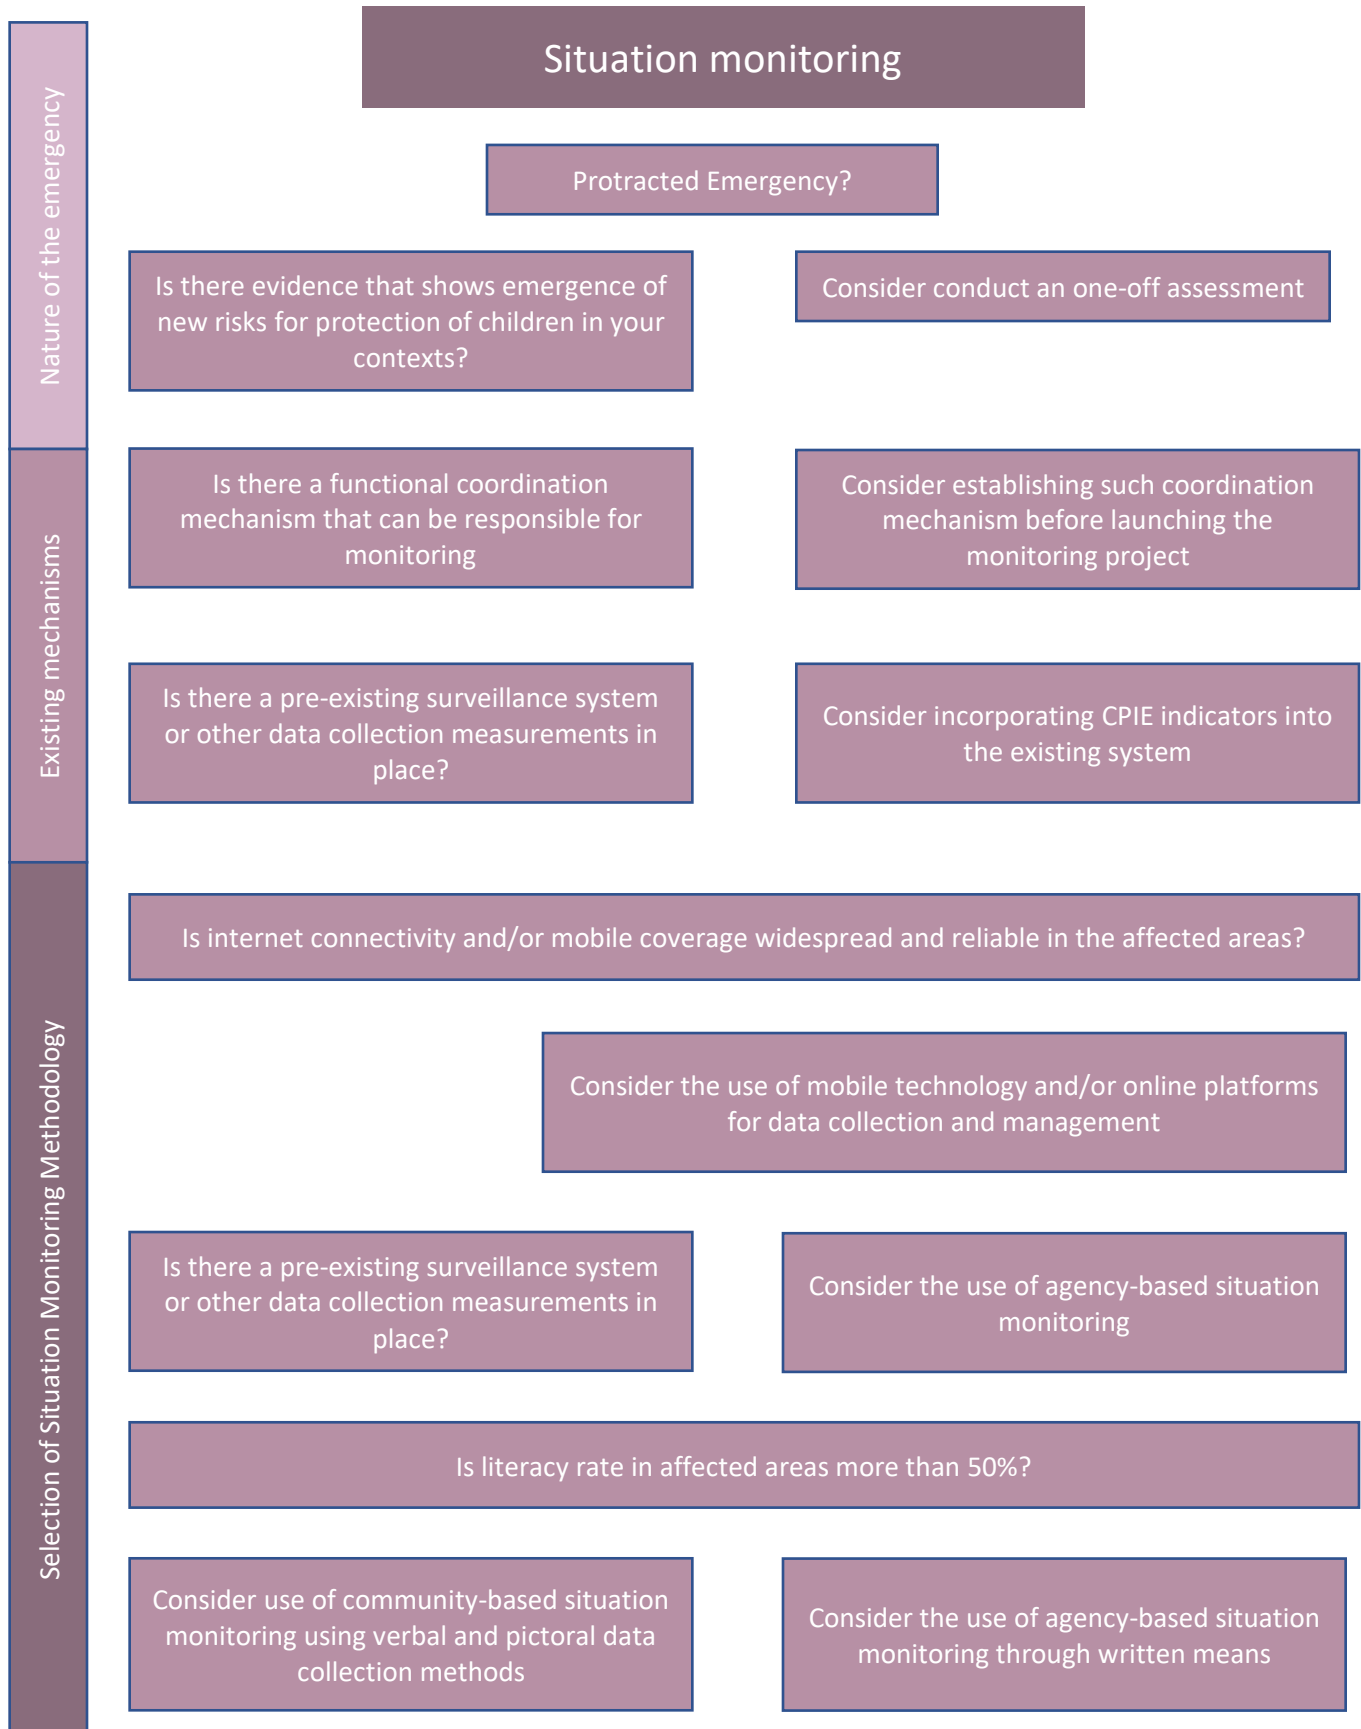 Situation monitoring
Nature of the emergency
Protracted Emergency?
Is there evidence that shows emergence of
new risks for protection of children in your
contexts?
Consider conduct an one-off assessment
Existing mechanisms
Is there a functional coordination
mechanism that can be responsible for
monitoring
Consider establishing such coordination
mechanism before launching the
monitoring project
Is there a pre-existing surveillance system
or other data collection measurements in
place?
Consider incorporating CPIE indicators into
the existing system
Selection of Situation Monitoring Methodology
Is internet connectivity and/or mobile coverage widespread and reliable in the affected areas?
Consider the use of mobile technology and/or online platforms
for data collection and management
Is there a pre-existing surveillance system
or other data collection measurements in
place?
Consider the use of agency-based situation
monitoring
Is literacy rate in affected areas more than 50%?
Consider use of community-based situation
monitoring using verbal and pictoral data
collection methods
Consider the use of agency-based situation
monitoring through written means